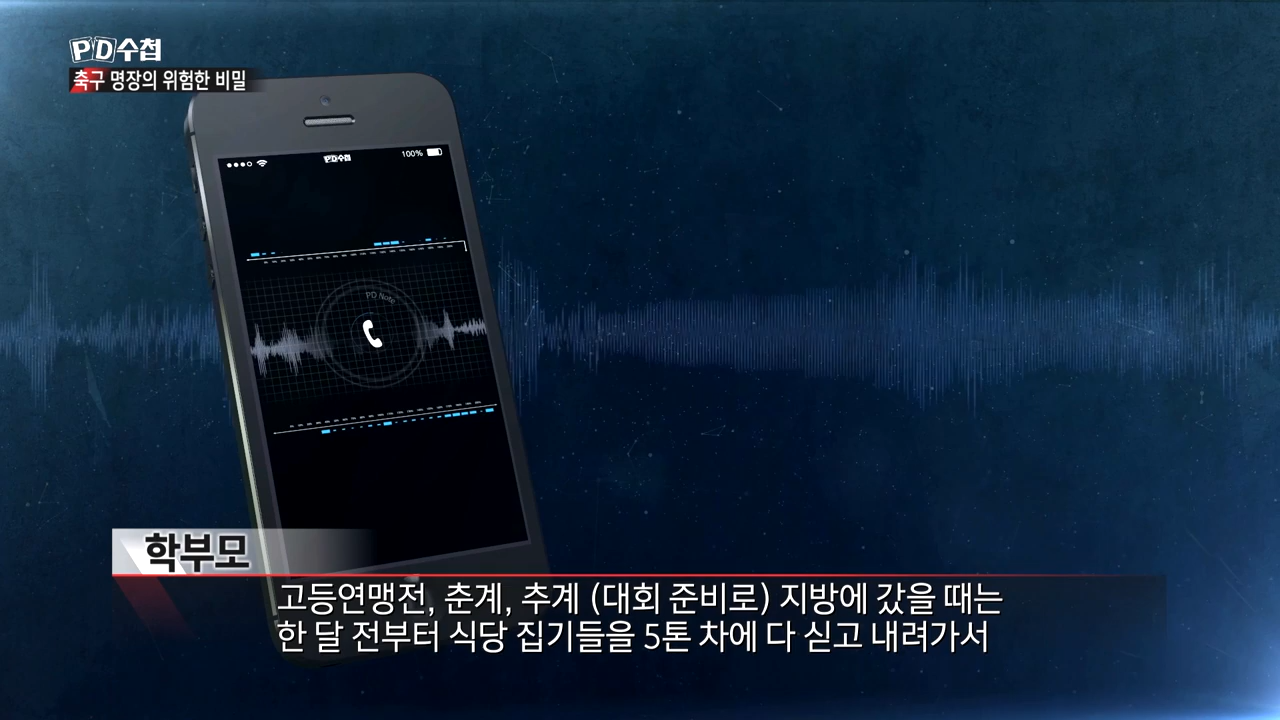 PD수첩
축구 명장의 위험한 비밀
PD수첩
100%
PD Note
학부모
고등연맹전, 춘계, 추계 (대회 준비로) 지방에 갔을 때는
한 달 전부터 식당 집기들을 5톤 차에 다 싣고 내려가서